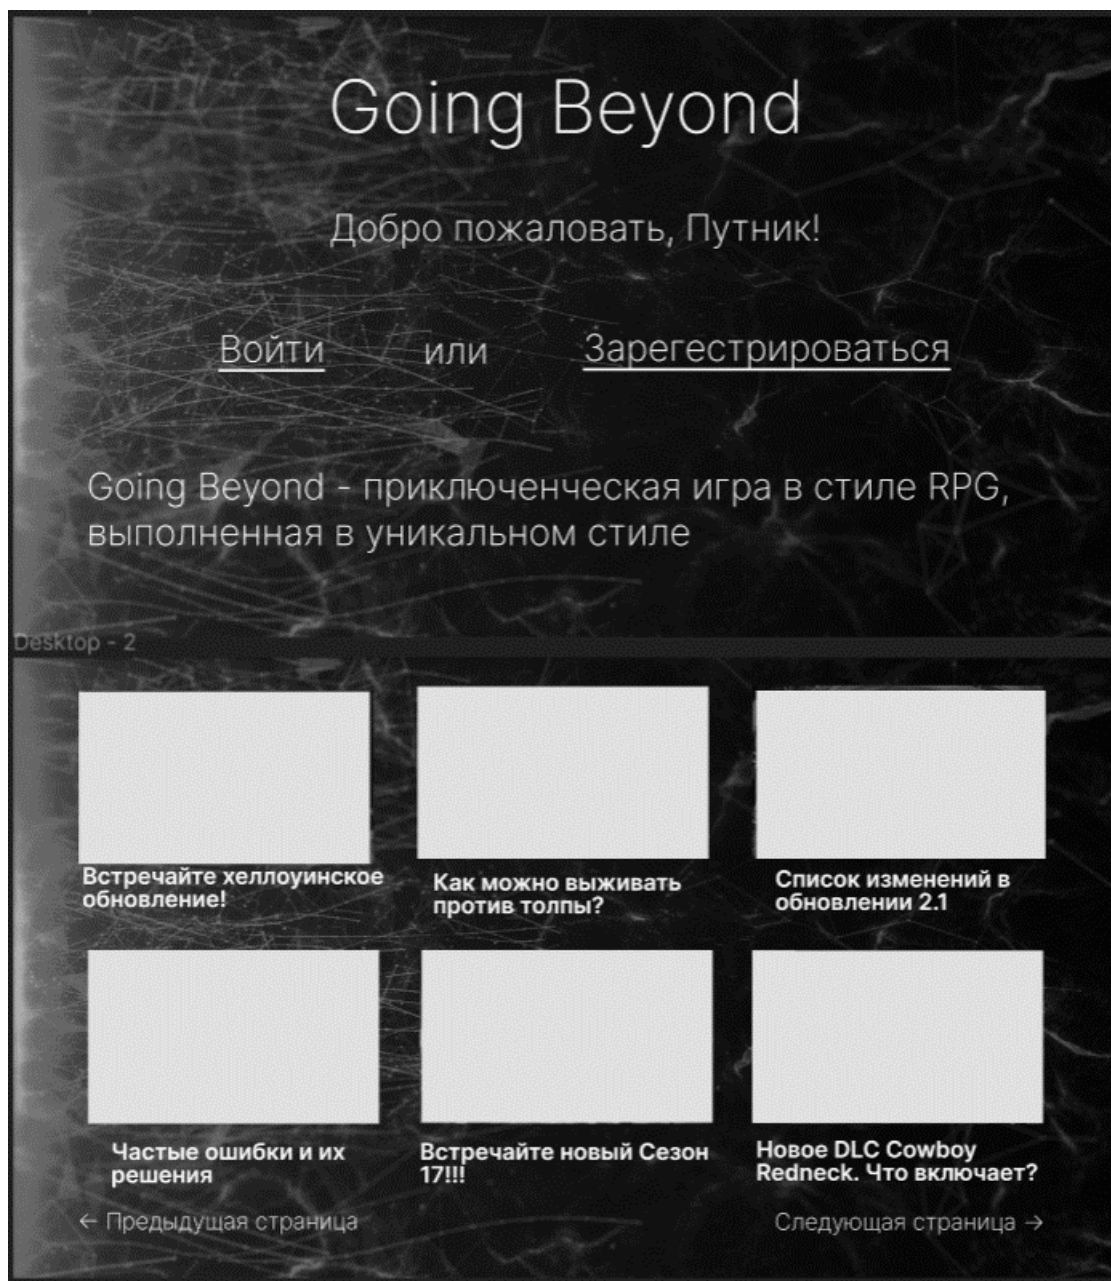 Going Beyond
Добро пожаловать, Путник!
Войти или Зарегестрироваться
Going Beyond - приключенческая игра в стиле RPG,
выполненная в уникальном стиле
Desktop - 2
Встречайте хеллоуинское
обновление!
Как можно выживать
против толпы?
Список изменений в
обновлении 2.1
Частые ошибки и их
решения
Встречайте новый Сезон
17!!!
Новое DLC Cowboy
Redneck. Что включает?
← Предыдущая страница
Следующая страница →